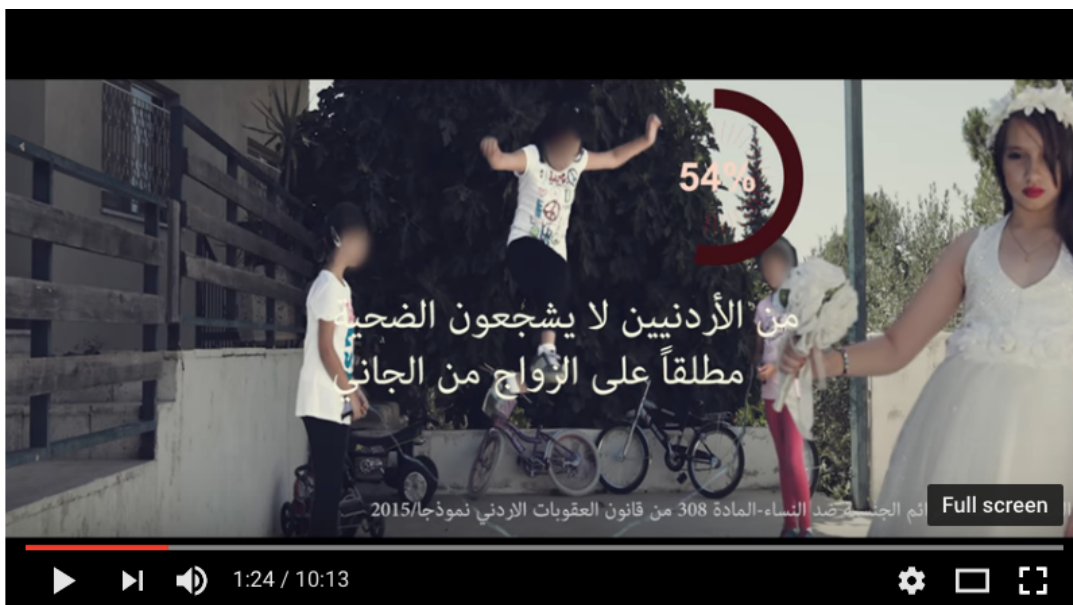 54%
من الأردنيين لا يشجعون الضحية
مطلقاً على الزواج من الجاني
ضد النساء-المادة 308 من قانون العقوبات الاردني نموذجا/2015
Full screen
1:24 / 10:13